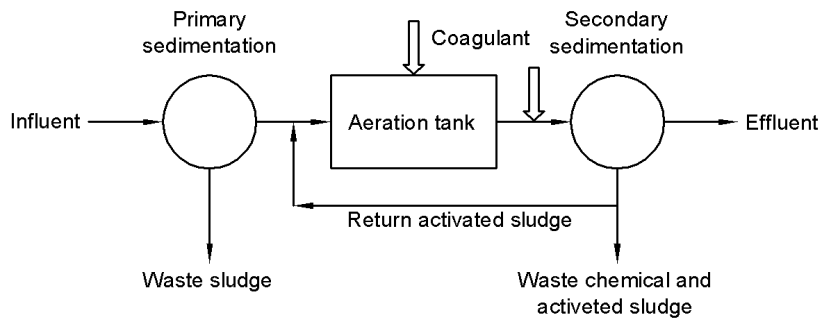 Primary
sedimentation
Coagulant
Secondary
sedimentation
Influent
Aeration tank
Effluent
Return activated sludge
Waste sludge
Waste chemical and
activeted sludge